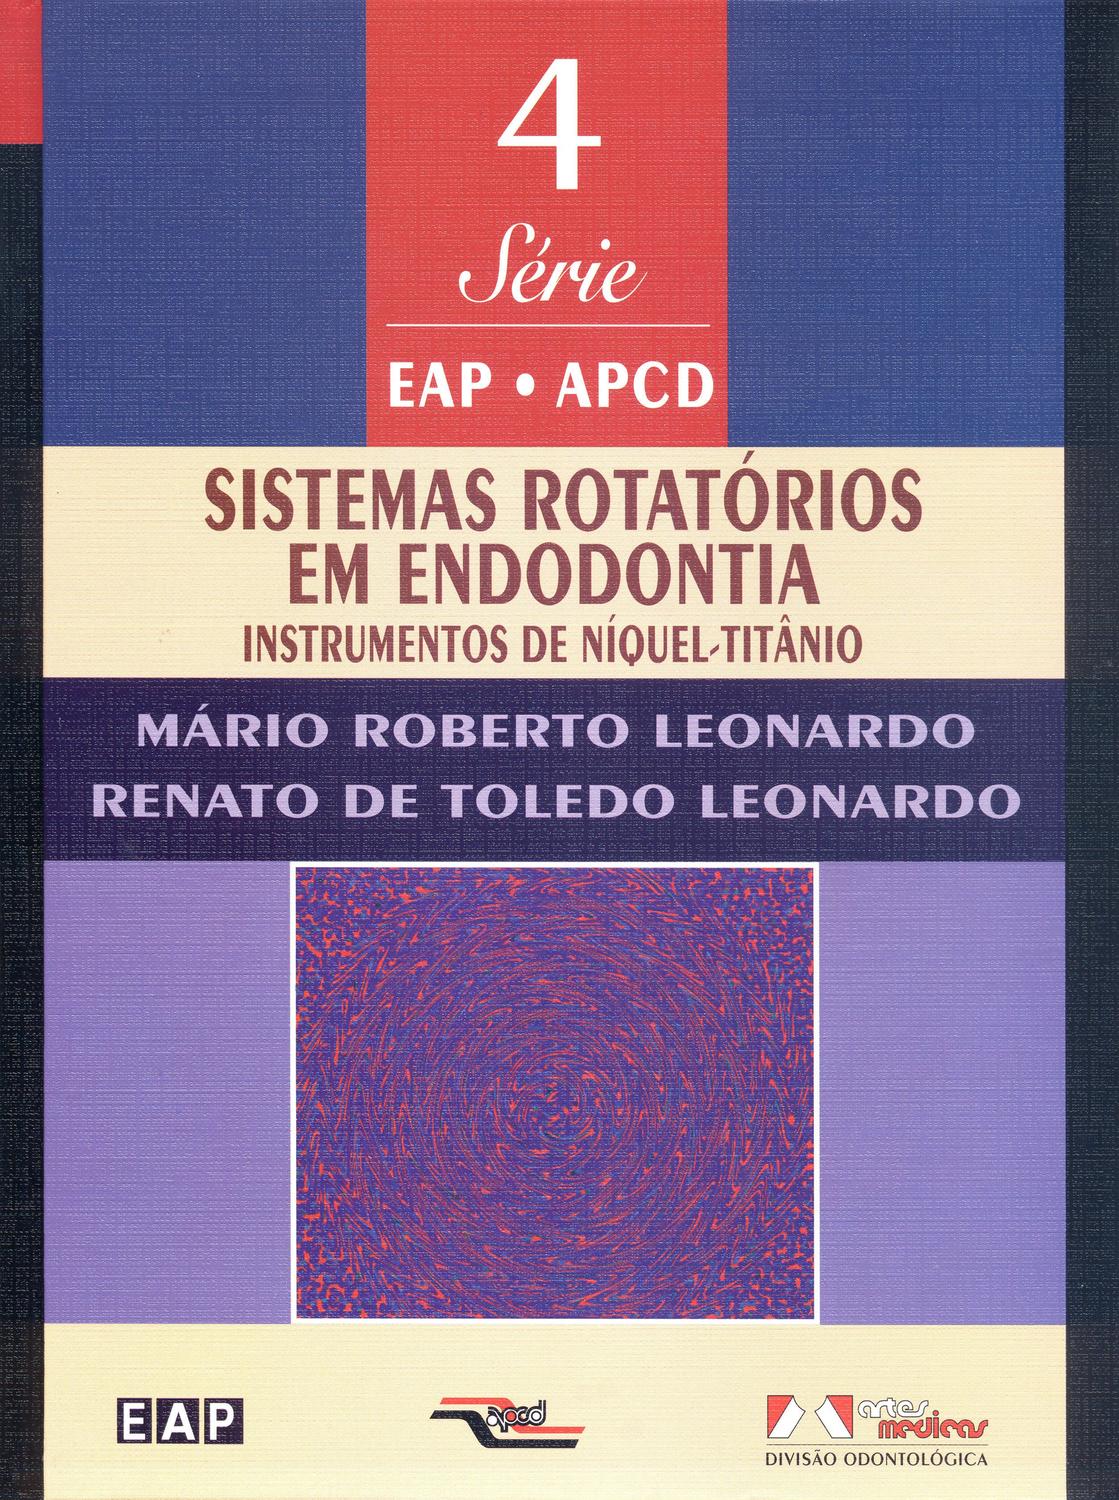 4
Série
EAP • APCD
SISTEMAS ROTATÓRIOS
EM ENDODONTIA
INSTRUMENTOS DE NÍQUEL-TITÂNIO
MÁRIO ROBERTO LEONARDO
RENATO DE TOLEDO LEONARDO
EAP
apcd
artes
medicas
DIVISÃO ODONTOLÓGICA